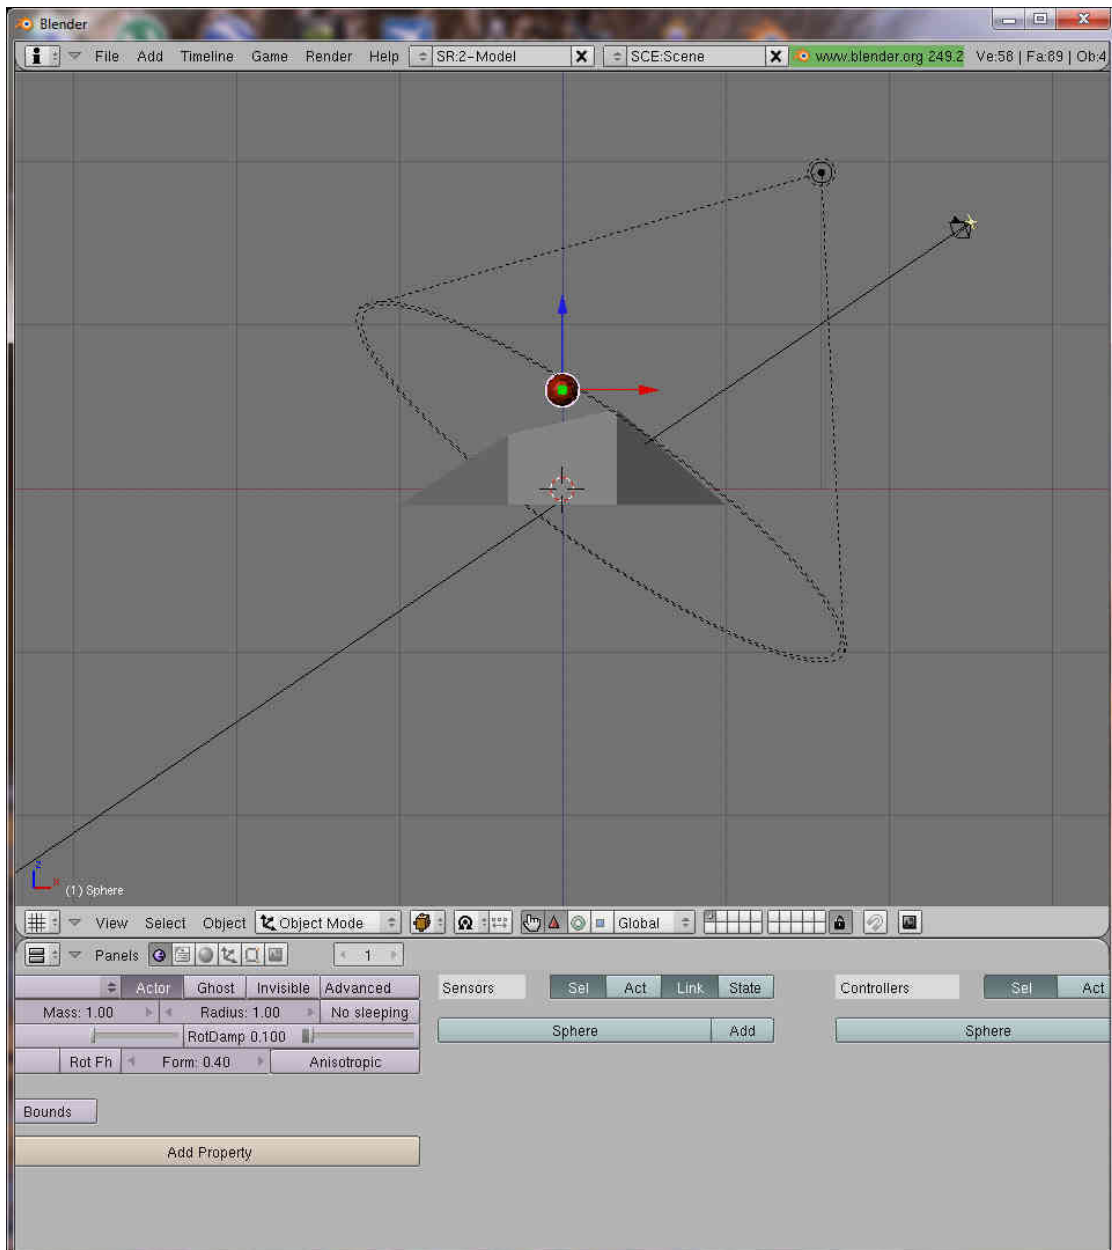 Blender
File Add Timeline Game Render Help SR:2-Model X SCE:Scene X www.blender.org 249.2 Ve:58 | Fa:69 | Ob:4
z
x
(1) Sphere
View Select Object Object Mode Global
Panels 1
Actor Ghost Invisible Advanced Sensors Sel Act Link State Controllers Sel Act
Mass: 1.00 Radius: 1.00 No sleeping
Sphere Add Sphere
RotDamp 0.100
Rot Fh Form: 0.40 Anisotropic
Bounds
Add Property